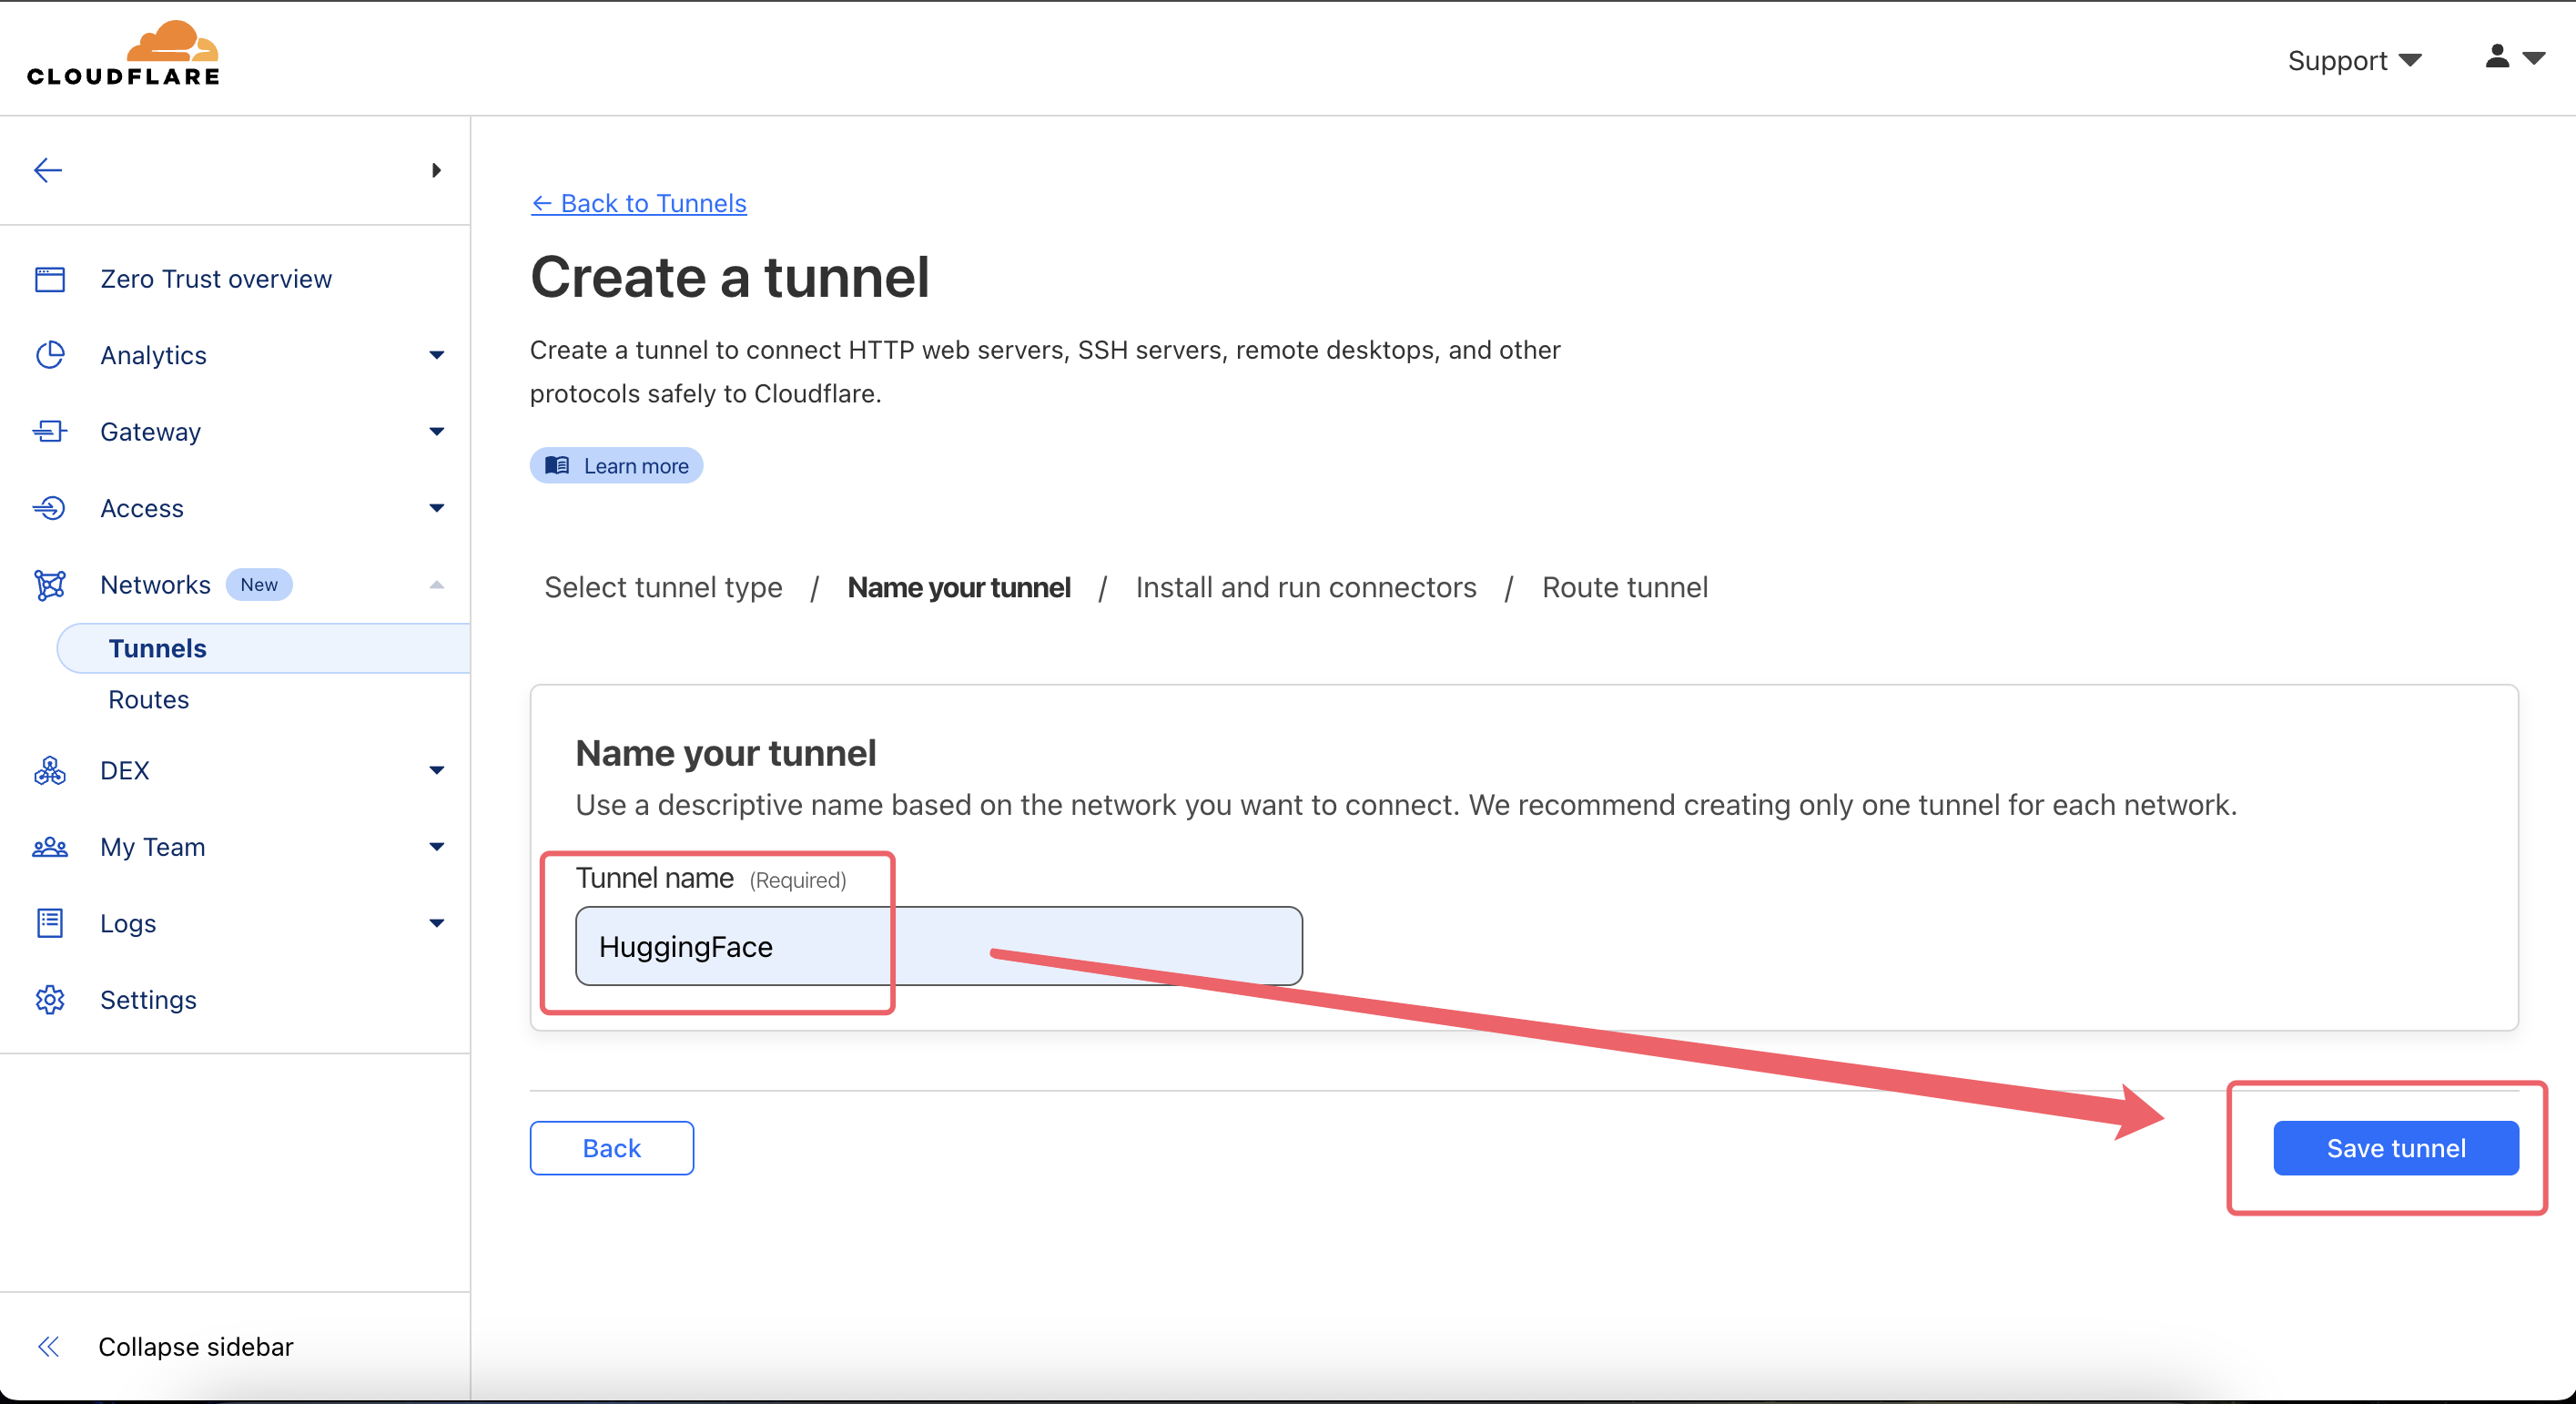 CLOUDFLARE
Support
Zero Trust overview
Analytics
Gateway
Access
Networks New
Tunnels
Routes
DEX
My Team
Logs
Settings
Collapse sidebar
← Back to Tunnels
Create a tunnel
Create a tunnel to connect HTTP web servers, SSH servers, remote desktops, and other
protocols safely to Cloudflare.
Learn more
Select tunnel type / Name your tunnel / Install and run connectors / Route tunnel
Name your tunnel
Use a descriptive name based on the network you want to connect. We recommend creating only one tunnel for each network.
Tunnel name (Required)
HuggingFace
Back
Save tunnel